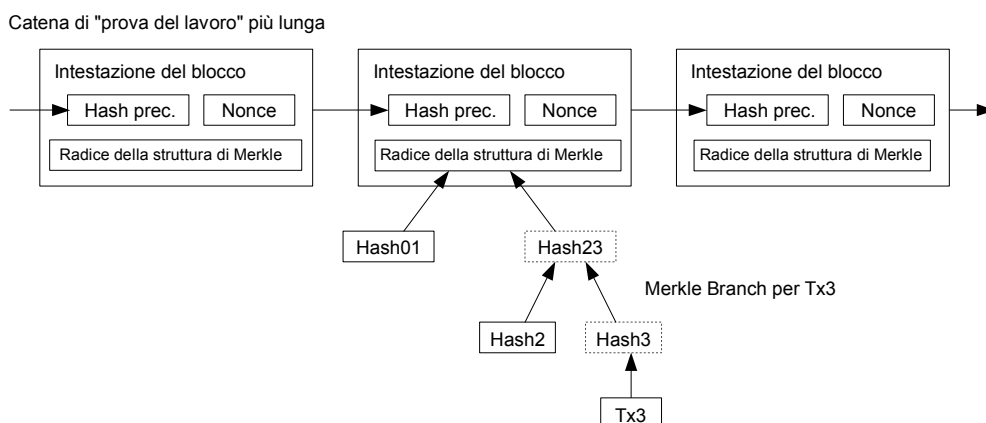 Catena di "prova del lavoro" più lunga
Intestazione del blocco
Hash prec.
Nonce
Radice della struttura di Merkle
Intestazione del blocco
Hash prec.
Nonce
Radice della struttura di Merkle
Intestazione del blocco
Hash prec.
Nonce
Radice della struttura di Merkle
Hash01
Hash23
Merkle Branch per Tx3
Hash2
Hash3
Tx3